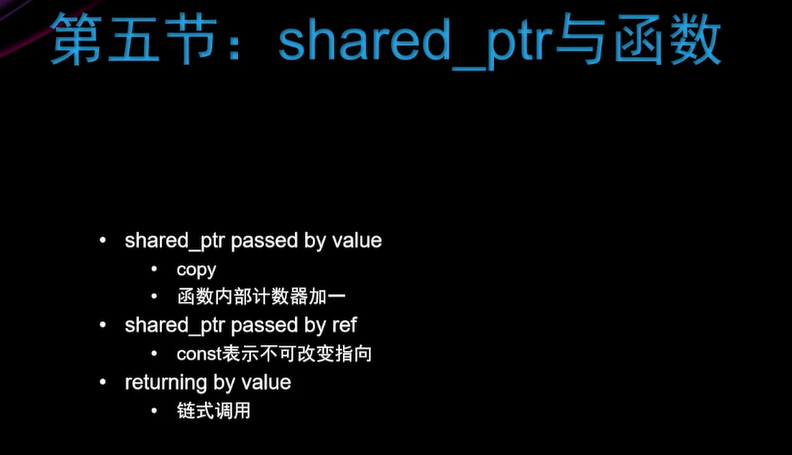 第五节：shared_ptr与函数
• shared_ptr passed by value
• copy
• 函数内部计数器加一
• shared_ptr passed by ref
• const表示不可改变指向
• returning by value
• 链式调用